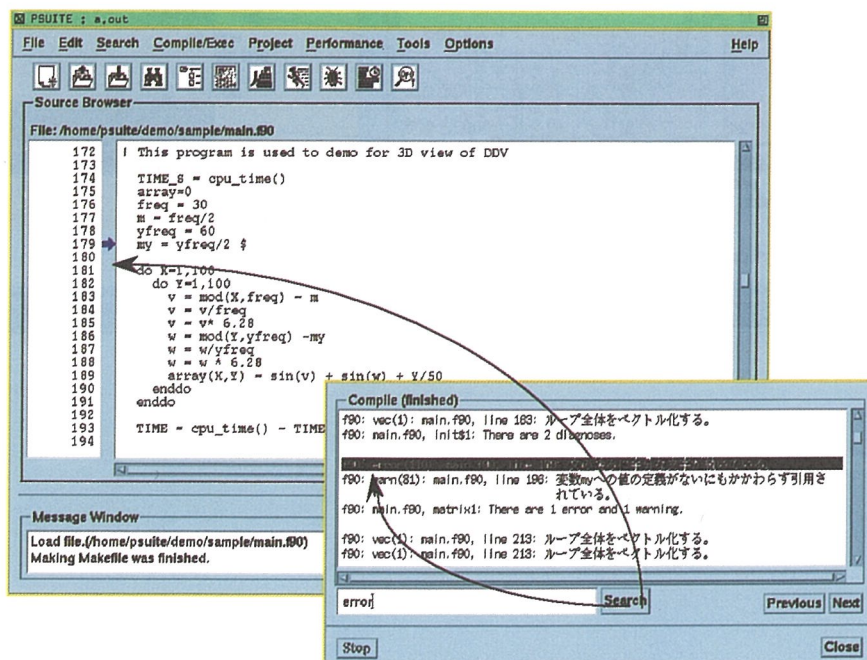 PSUITE : a.out
File Edit Search Compile/Exec Project Performance Tools Options Help
Source Browser
File: /home/psuite/demo/sample/main.f90
172 ! This program is used to demo for 3D view of DDV
173
174 TIME_S = cpu_time()
175 array=0
176 freq = 30
177 m = freq/2
178 yfreq = 60
179 my = yfreq/2 $
180
181 do X=1,100
182 do Y=1,100
183 v = mod(X,freq) - m
184 v = v/freq
185 v = v* 6.28
186 w = mod(Y,yfreq) -my
187 w = w/yfreq
188 w = w * 6.28
189 array(X,Y) = sin(v) + sin(w) + Y/50
190 enddo
191 enddo
192
193 TIME = cpu_time() - TIME
194
Message Window
Load file.(/home/psuite/demo/sample/main.f90)
Making Makefile was finished.
Compile (finished)
f90: vec(1): main.f90, line 163: ループ全体をベクトル化する。
f90: main.f90, init$1: There are 2 diagnoses.
f90: warn(81): main.f90, line 196: 変数myへの値の定義がないにもかかわらず引用さ
れている。
f90: main.f90, matrix1: There are 1 error and 1 warning.
f90: vec(1): main.f90, line 213: ループ全体をベクトル化する。
f90: vec(1): main.f90, line 213: ループ全体をベクトル化する。
error
Search
Previous Next
Stop
Close